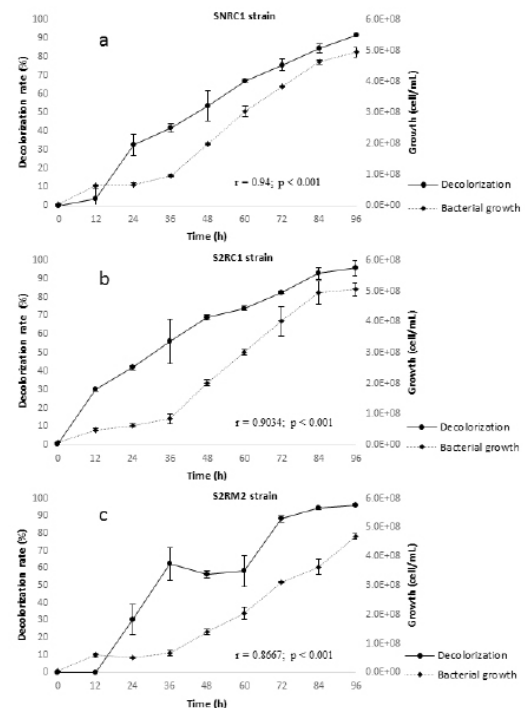 SNRC1 strain
a
Decolorization rate (%)
100
90
80
70
60
50
40
30
20
10
0
6.0E+08
5.0E+08
4.0E+08
3.0E+08
2.0E+08
1.0E+08
0.0E+00
Growth (cell/mL)
r = 0.94; p < 0.001
0 12 24 36 48 60 72 84 96
Time (h)
Decolorization
Bacterial growth
S2RC1 strain
b
Decolorization rate (%)
100
90
80
70
60
50
40
30
20
10
0
6.0E+08
5.0E+08
4.0E+08
3.0E+08
2.0E+08
1.0E+08
0.0E+00
Growth (cell/mL)
r = 0.9034; p < 0.001
0 12 24 36 48 60 72 84 96
Time (h)
Decolorization
Bacterial growth
S2RM2 strain
c
Decolorization rate (%)
100
90
80
70
60
50
40
30
20
10
0
6.0E+08
5.0E+08
4.0E+08
3.0E+08
2.0E+08
1.0E+08
0.0E+00
Growth (cell/mL)
r = 0.8667; p < 0.001
0 12 24 36 48 60 72 84 96
Time (h)
Decolorization
Bacterial growth